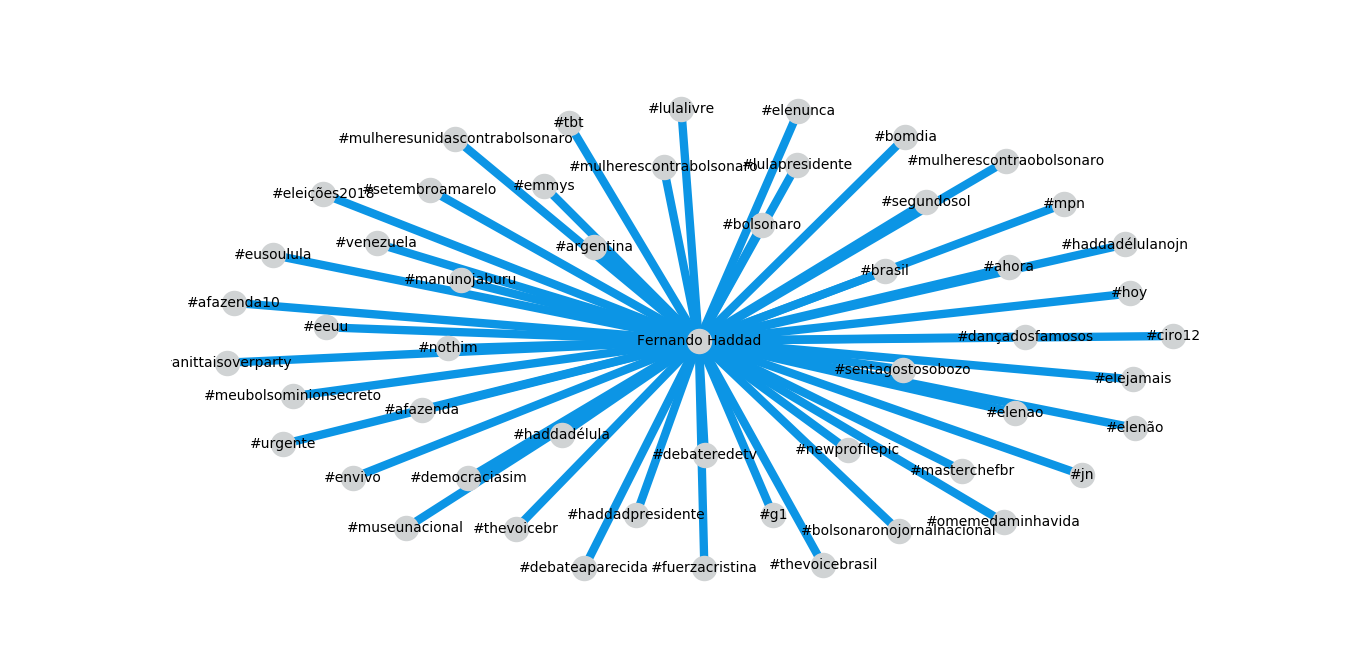 #lulalivre
#elenunca
#tbt
#bomdia
#mulheresunidascontrabolsonaro
#mulherescontraobolsonaro
#mulherescontrabolsonaro
#lulapresidente
#emmys
#setembroamarelo
#eleições2018
#segundosol
#mpn
#bolsonaro
#venezuela
#argentina
#haddadélulanojn
#eusoulula
#ahora
#brasil
#manunojaburu
#hoy
#afazenda10
#eeuu
#dançadosfamosos
#ciro12
Fernando Haddad
#nothim
anittaisoverparty
#sentagostosobozo
#elejamais
#meubolsominionsecreto
#afazenda
#elenao
#elenão
#haddadélula
#urgente
#newprofilepic
#debateredetv
#masterchefbr
#jn
#envivo
#democraciasim
#haddadpresidente
#g1
#omemedaminhavida
#museunacional
#thevoicebr
#bolsonaronojornalnacional
#thevoicebrasil
#debateaparecida
#fuerzacristina